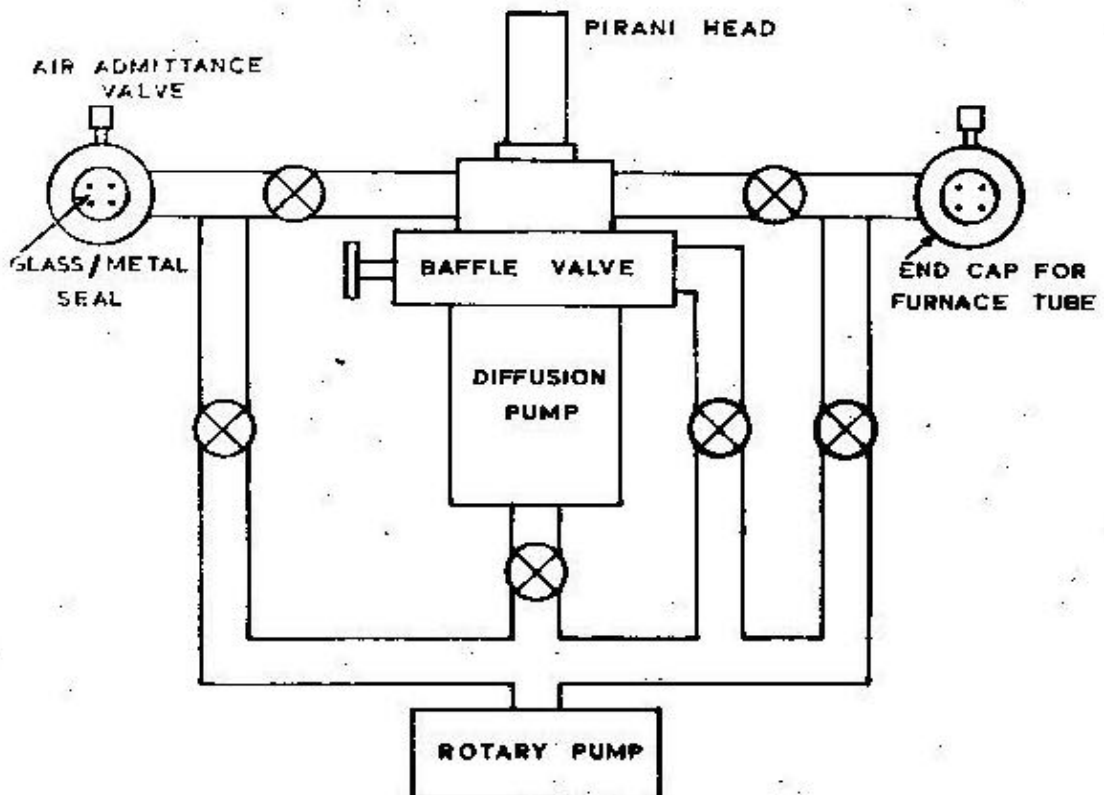 PIRANI HEAD
AIR ADMITTANCE
VALVE
GLASS/METAL
SEAL
BAFFLE VALVE
END CAP FOR
FURNACE TUBE
DIFFUSION
PUMP
ROTARY PUMP